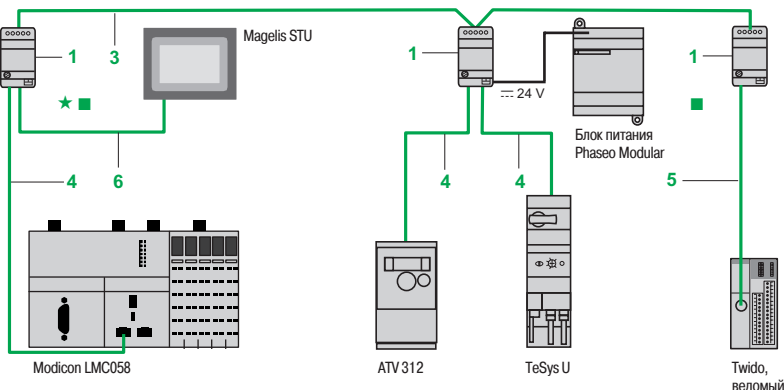 1
3
Magelis STU
1
1
24 V
Блок питания
Phaseo Modular
4
6
4
4
5
Modicon LMC058
ATV 312
TeSys U
Twido,
ведомый